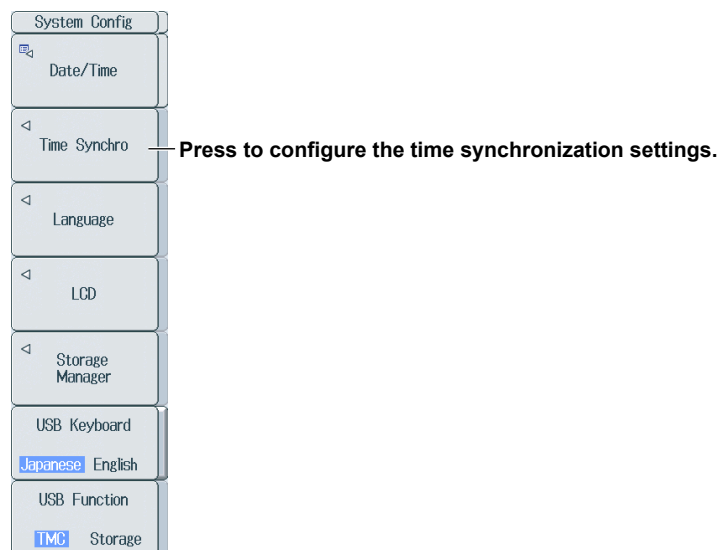 System Config
Date/Time
Time Synchro
Press to configure the time synchronization settings.
Language
LCD
Storage
Manager
USB Keyboard
Japanese English
USB Function
TMC Storage